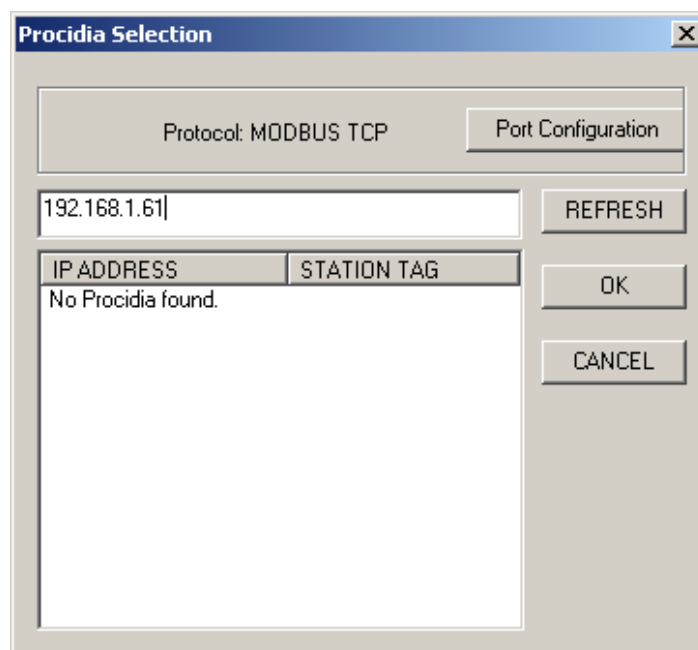 Procidia Selection
Protocol: MODBUS TCP
Port Configuration
192.168.1.61
REFRESH
IP ADDRESS STATION TAG
No Procidia found.
OK
CANCEL